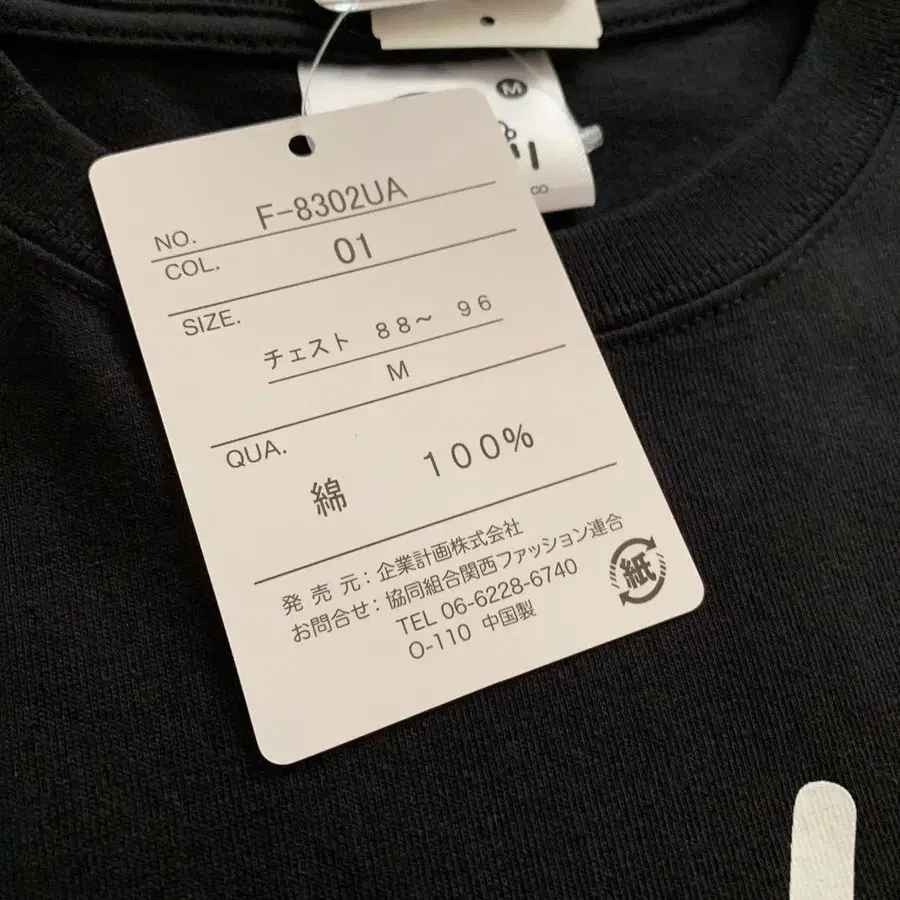 M
NO. F-8302UA
COL. 01
SIZE.
チェスト 88～ 96
M
QUA.
綿 100%
発 売 元：企業計画株式会社
お問合せ：協同組合関西ファッション連合
TEL 06-6228-6740
O-110 中国製
紙